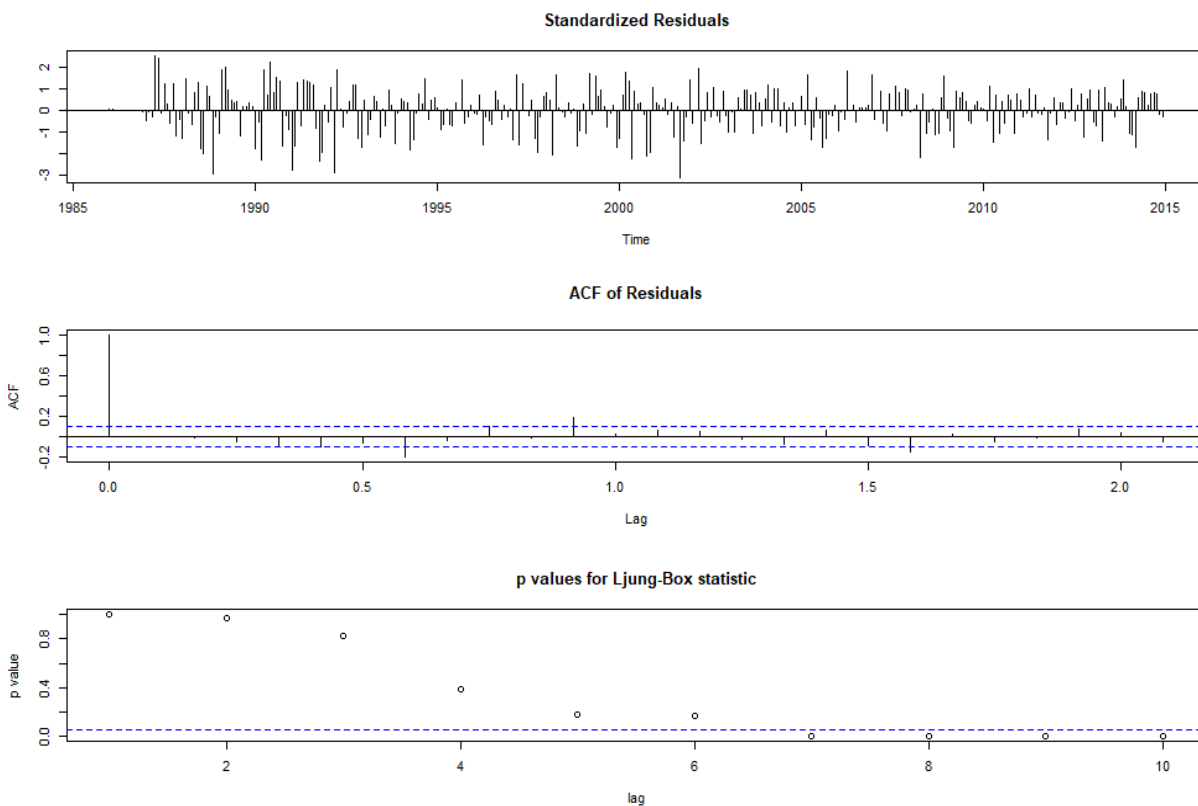 Standardized Residuals
2
1
0
-1
-3
1985 1990 1995 2000 2005 2010 2015
Time
ACF of Residuals
ACF
1.0
0.6
0.2
-0.2
0.0 0.5 1.0 1.5 2.0
Lag
p values for Ljung-Box statistic
p value
0.8
0.4
0.0
2 4 6 8 10
lag